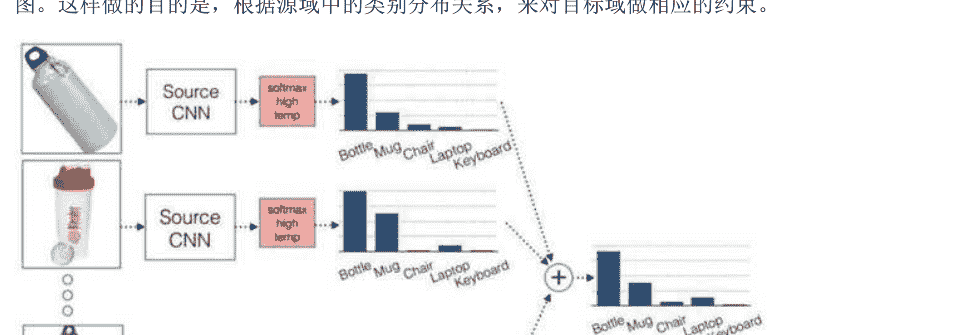 图。这样做的目的是，根据源域中的类别分布关系，来对目标域做相应的约束。
Source
CNN
softmax
high
temp
Bottle
Mug
Chair
Laptop
Keyboard
Source
CNN
softmax
high
temp
Bottle
Mug
Chair
Laptop
Keyboard
+
Bottle
Mug
Chair
Laptop
Keyboard